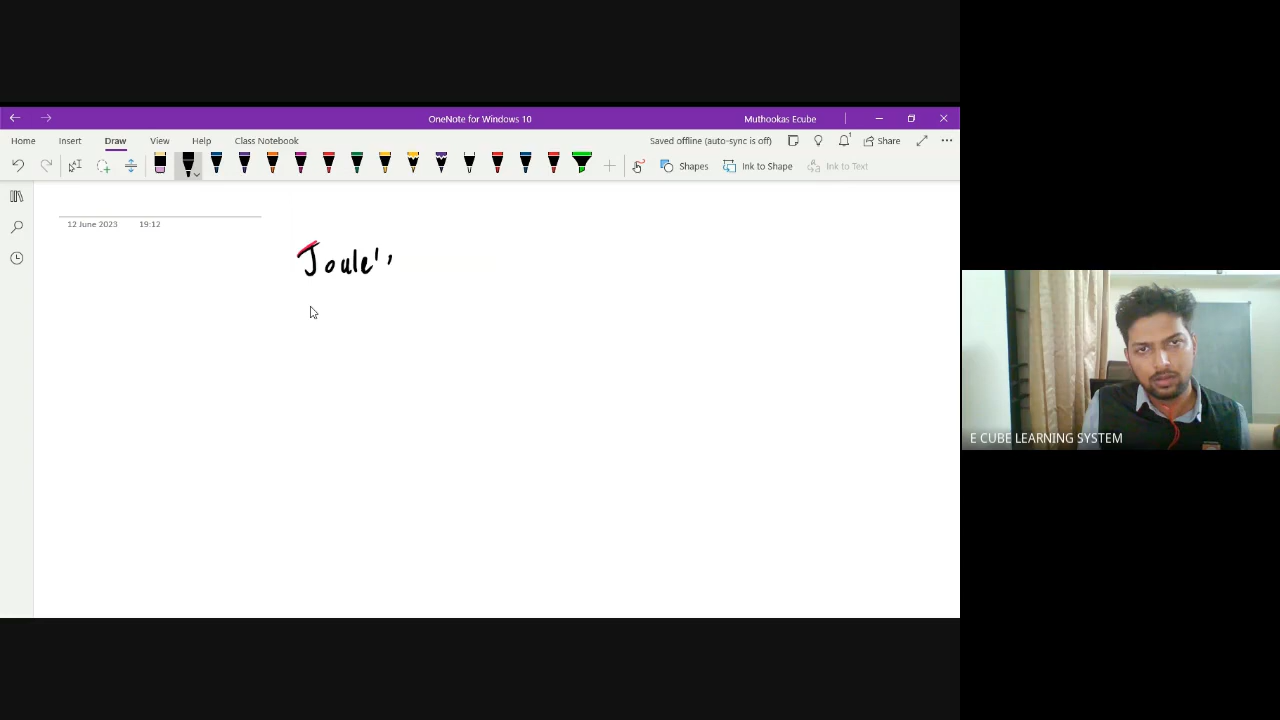 OneNote for Windows 10
Muthookas Ecube
Home Insert Draw View Help Class Notebook
Saved offline (auto-sync is off) 1 Share
Shapes Ink to Shape Ink to Text
12 June 2023 19:12
Joule''
E CUBE LEARNING SYSTEM